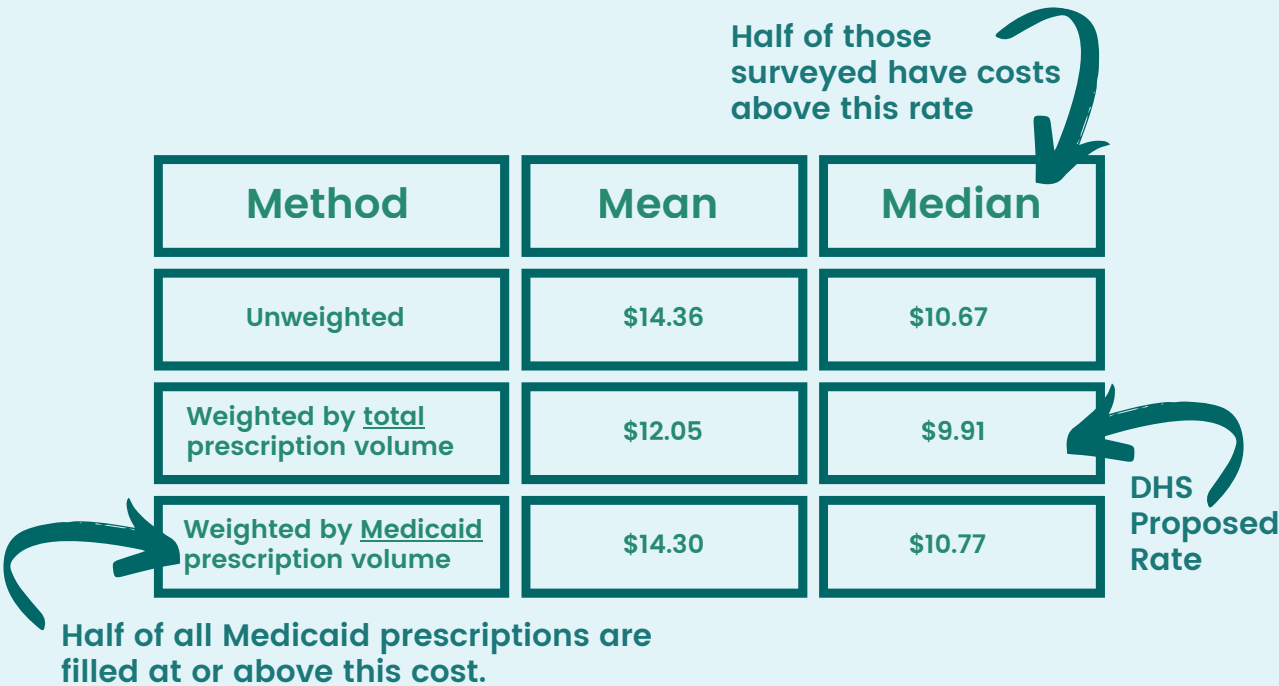 Half of those
surveyed have costs
above this rate
Method
Mean
Median
Unweighted
$14.36
$10.67
Weighted by total
prescription volume
$12.05
$9.91
DHS
Proposed
Rate
Weighted by Medicaid
prescription volume
$14.30
$10.77
Half of all Medicaid prescriptions are
filled at or above this cost.